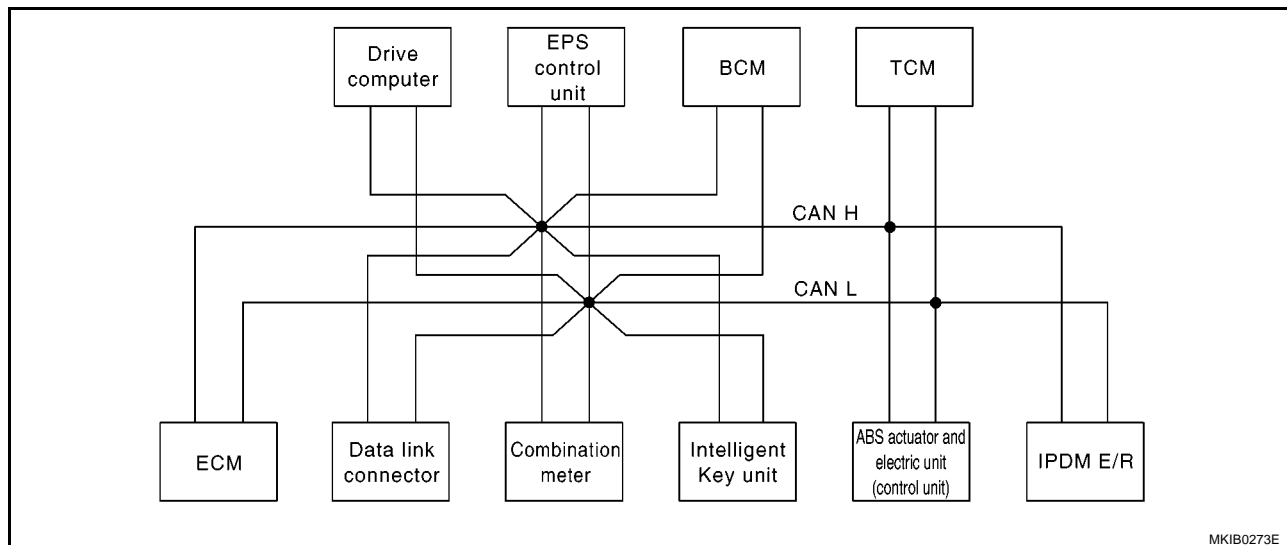 Drive
computer
EPS
control
unit
BCM
TCM
CAN H
CAN L
ECM
Data link
connector
Combination
meter
Intelligent
Key unit
ABS actuator and
electric unit
(control unit)
IPDM E/R
MKIB0273E